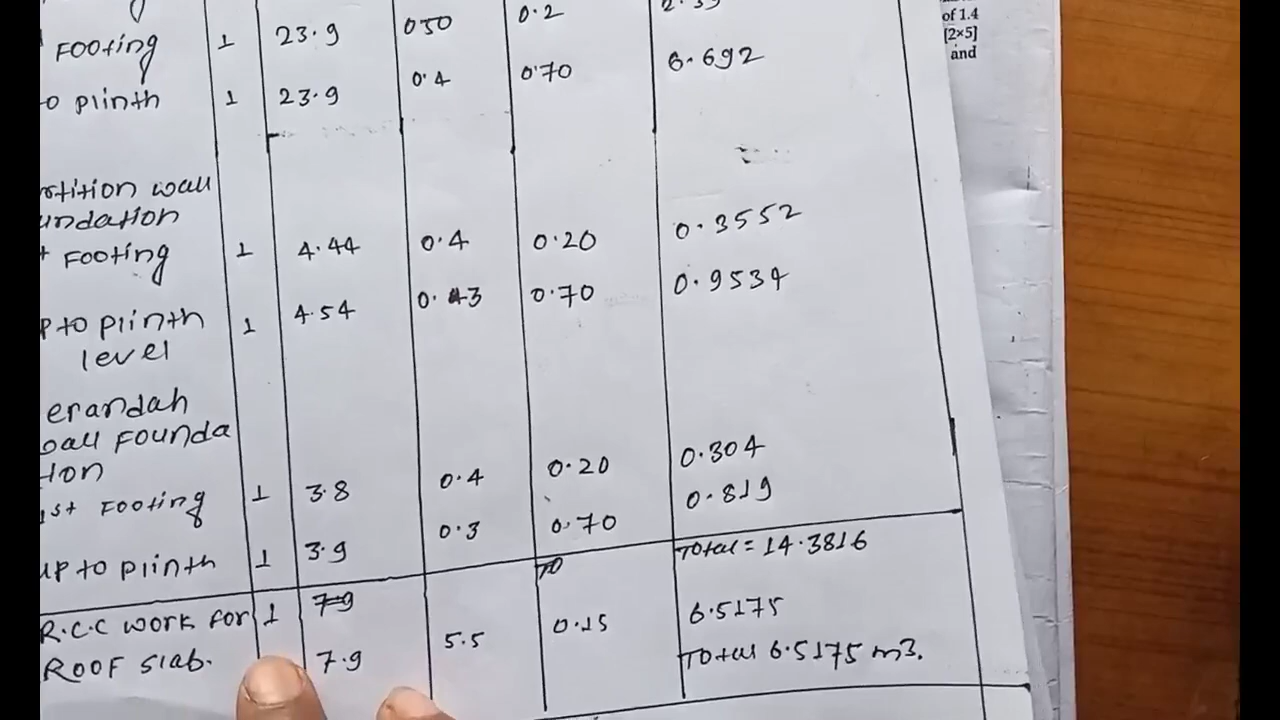 Footing 1 23.9 0.50 0.2
to plinth 1 23.9 0.4 0.70 6.692
of 1.4
[2×5]
and
rtition wall
undation
t Footing 1 4.44 0.4 0.20 0.3552
p to plinth 1 4.54 0.3 0.70 0.9534
level
erandah
wall Founda
tion
1st Footing 1 3.8 0.4 0.20 0.304
up to plinth 1 3.9 0.3 0.70 0.819
Total = 14.3816
R.C.C work for 1 7.9
Roof slab. 7.9 5.5 0.15 6.5175
Total 6.5175 m3.